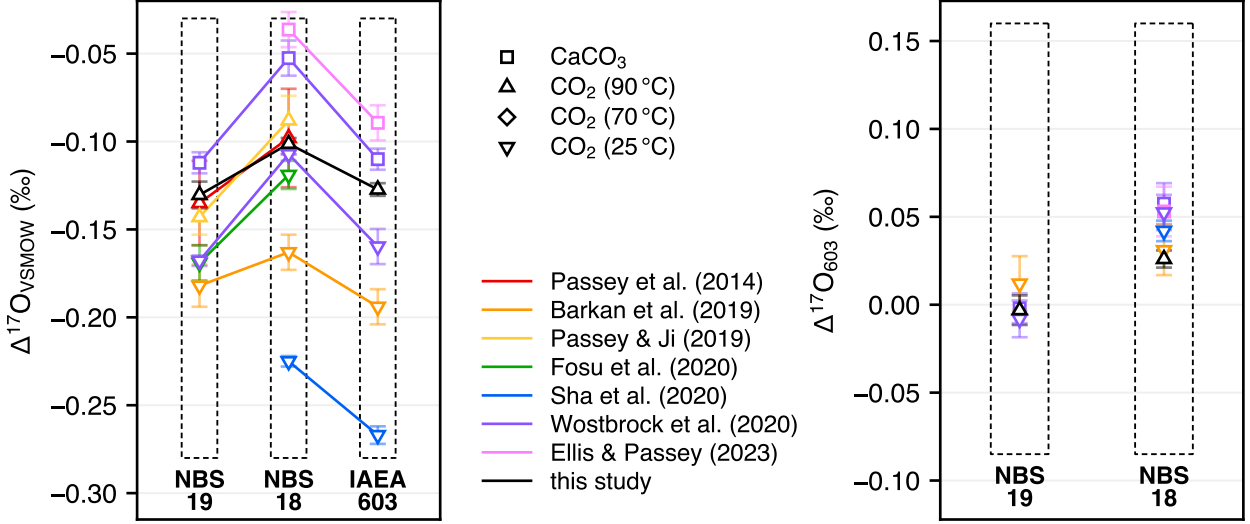 −0.05
−0.10
−0.15
−0.20
−0.25
−0.30
Δ¹⁷O_VSMOW (‰)
NBS
19
NBS
18
IAEA
603
CaCO₃
CO₂ (90 °C)
CO₂ (70 °C)
CO₂ (25 °C)
Passey et al. (2014)
Barkan et al. (2019)
Passey & Ji (2019)
Fosu et al. (2020)
Sha et al. (2020)
Wostbrock et al. (2020)
Ellis & Passey (2023)
this study
0.15
0.10
0.05
0.00
−0.05
−0.10
Δ¹⁷O₆₀₃ (‰)
NBS
19
NBS
18